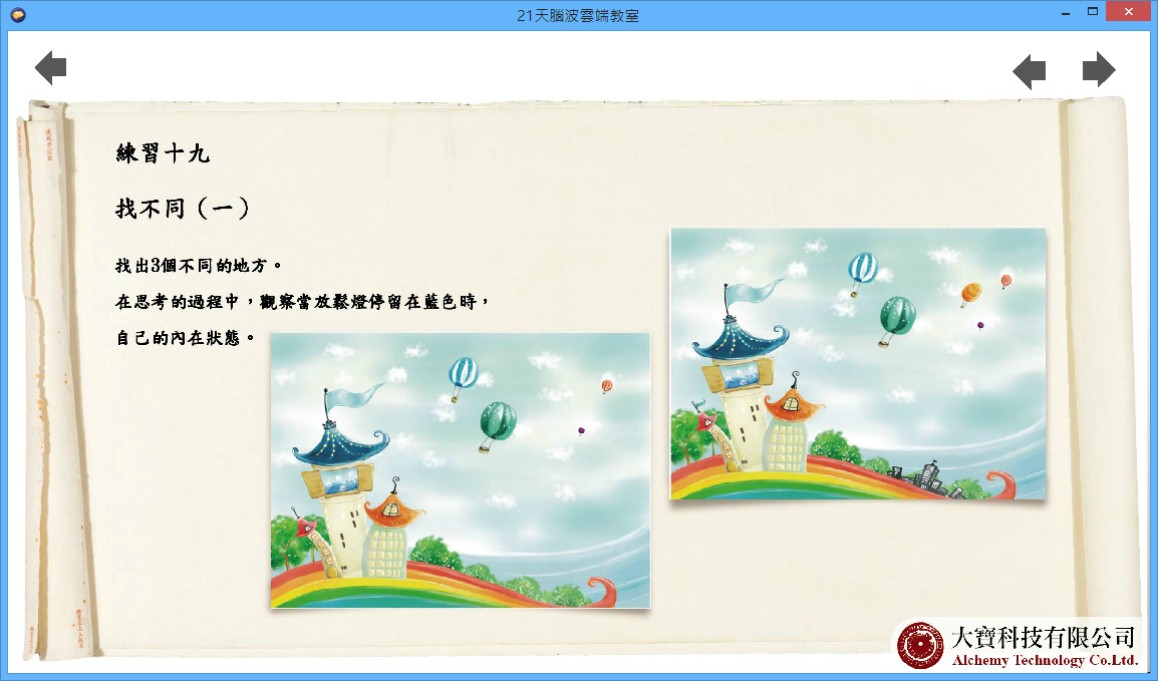 21天腦波雲端教室
練習十九
找不同（一）
找出3個不同的地方。
在思考的過程中，觀察當放鬆燈停留在藍色時，
自己的內在狀態。
大寶科技有限公司
Alchemy Technology Co.Ltd.